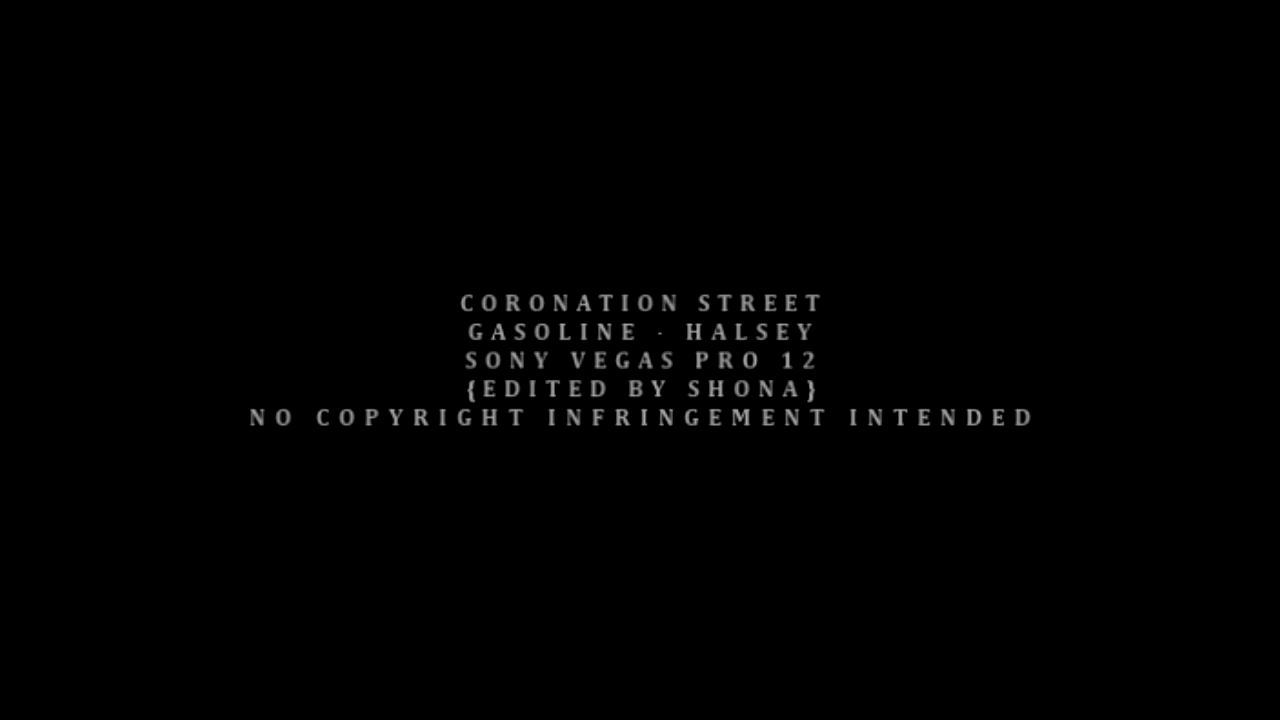 CORONATION STREET
GASOLINE · HALSEY
SONY VEGAS PRO 12
{EDITED BY SHONA}
NO COPYRIGHT INFRINGEMENT INTENDED